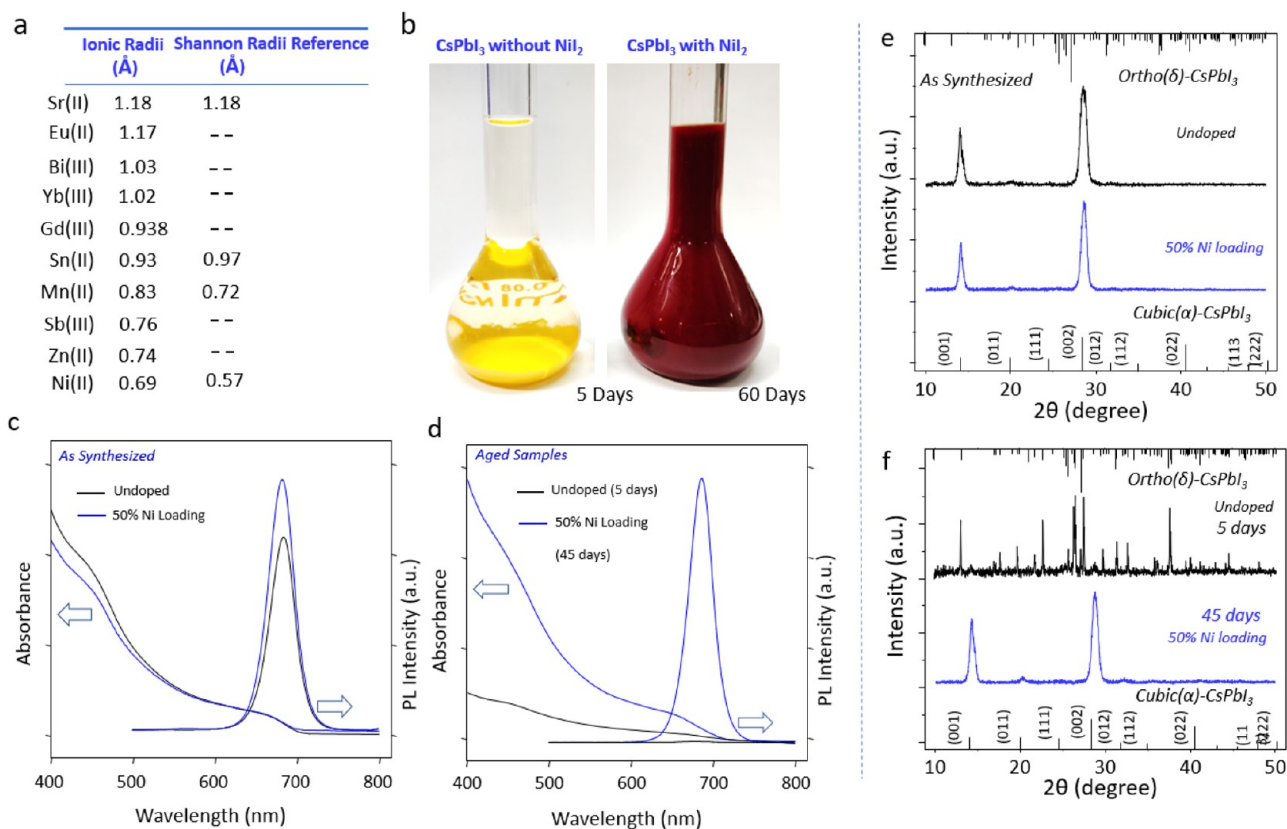 a
Ionic Radii Shannon Radii Reference
(Å) (Å)
Sr(II) 1.18 1.18
Eu(II) 1.17 --
Bi(III) 1.03 --
Yb(III) 1.02 --
Gd(III) 0.938 --
Sn(II) 0.93 0.97
Mn(II) 0.83 0.72
Sb(III) 0.76 --
Zn(II) 0.74 --
Ni(II) 0.69 0.57
b
CsPbI₃ without NiI₂ CsPbI₃ with NiI₂
5 Days 60 Days
c
As Synthesized
Undoped
50% Ni Loading
Absorbance
PL Intensity (a.u.)
400 500 600 700 800
Wavelength (nm)
d
Aged Samples
Undoped (5 days)
50% Ni Loading
(45 days)
Absorbance
PL Intensity (a.u.)
400 500 600 700 800
Wavelength (nm)
e
As Synthesized Ortho(δ)-CsPbI₃
Undoped
50% Ni loading
Cubic(α)-CsPbI₃
(001) (011) (111) (002) (012) (112) (022) (113 (222)
Intensity (a.u.)
10 20 30 40 50
2θ (degree)
f
Ortho(δ)-CsPbI₃
Undoped
5 days
45 days
50% Ni loading
Cubic(α)-CsPbI₃
(001) (011) (111) (002) (012) (112) (022) (11 222)
Intensity (a.u.)
10 20 30 40 50
2θ (degree)